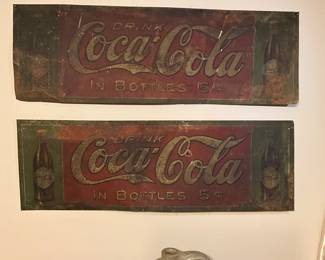 DRINK
Coca-Cola
IN BOTTLES 5¢
DRINK
Coca-Cola
IN BOTTLES 5¢